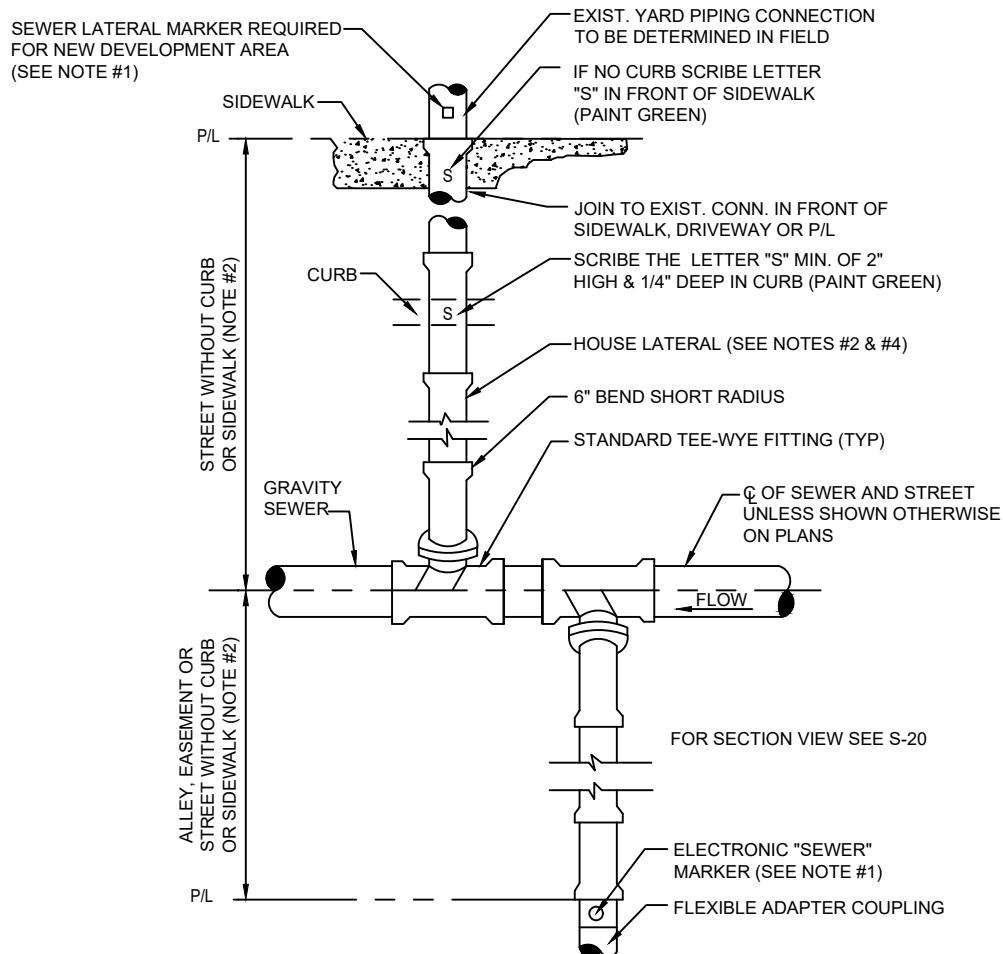 SEWER LATERAL MARKER REQUIRED
FOR NEW DEVELOPMENT AREA
(SEE NOTE #1)
EXIST. YARD PIPING CONNECTION
TO BE DETERMINED IN FIELD
IF NO CURB SCRIBE LETTER
"S" IN FRONT OF SIDEWALK
(PAINT GREEN)
SIDEWALK
P/L
S
JOIN TO EXIST. CONN. IN FRONT OF
SIDEWALK, DRIVEWAY OR P/L
SCRIBE THE LETTER "S" MIN. OF 2"
HIGH & 1/4" DEEP IN CURB (PAINT GREEN)
CURB
S
HOUSE LATERAL (SEE NOTES #2 & #4)
6" BEND SHORT RADIUS
STANDARD TEE-WYE FITTING (TYP)
STREET WITHOUT CURB
OR SIDEWALK (NOTE #2)
GRAVITY
SEWER
℄ OF SEWER AND STREET
UNLESS SHOWN OTHERWISE
ON PLANS
FLOW
ALLEY, EASEMENT OR
STREET WITHOUT CURB
OR SIDEWALK (NOTE #2)
FOR SECTION VIEW SEE S-20
ELECTRONIC "SEWER"
MARKER (SEE NOTE #1)
P/L
FLEXIBLE ADAPTER COUPLING